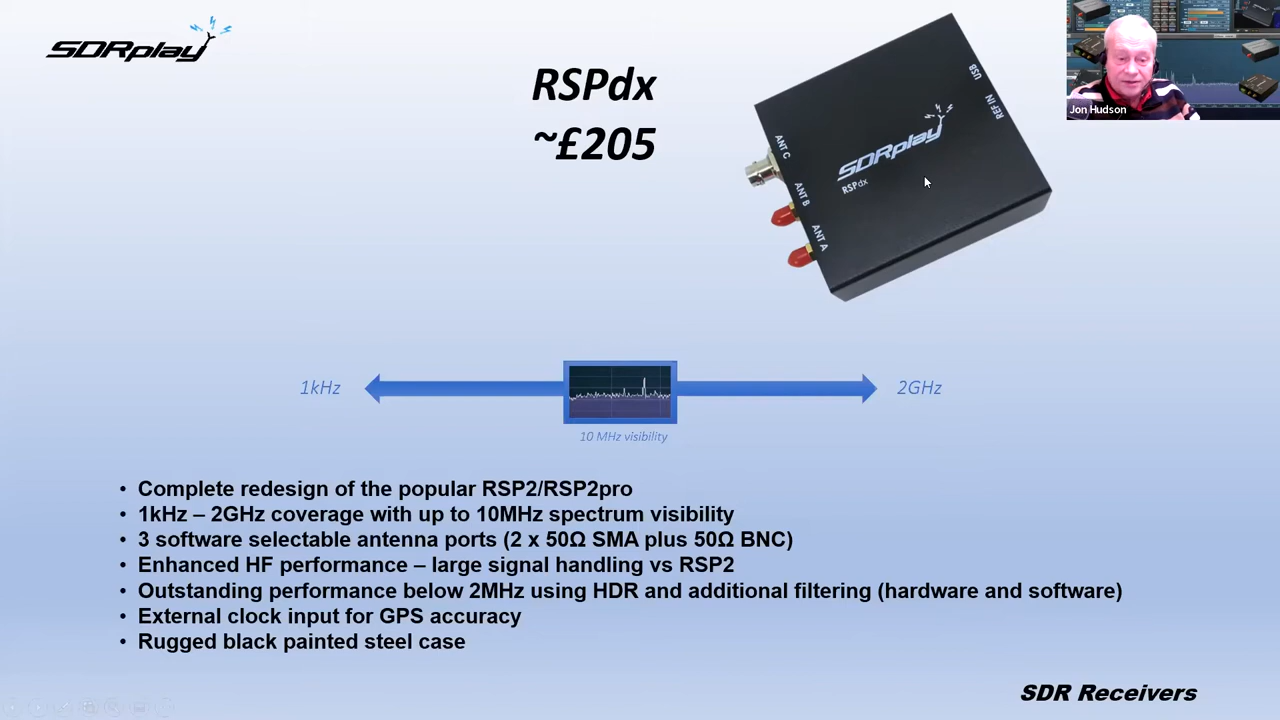 SDRplay
RSPdx
~£205
USB
REF IN
ANT C
ANT B
ANT A
SDRplay
RSPdx
Jon Hudson
1kHz
2GHz
10 MHz visibility
• Complete redesign of the popular RSP2/RSP2pro
• 1kHz – 2GHz coverage with up to 10MHz spectrum visibility
• 3 software selectable antenna ports (2 x 50Ω SMA plus 50Ω BNC)
• Enhanced HF performance – large signal handling vs RSP2
• Outstanding performance below 2MHz using HDR and additional filtering (hardware and software)
• External clock input for GPS accuracy
• Rugged black painted steel case
SDR Receivers